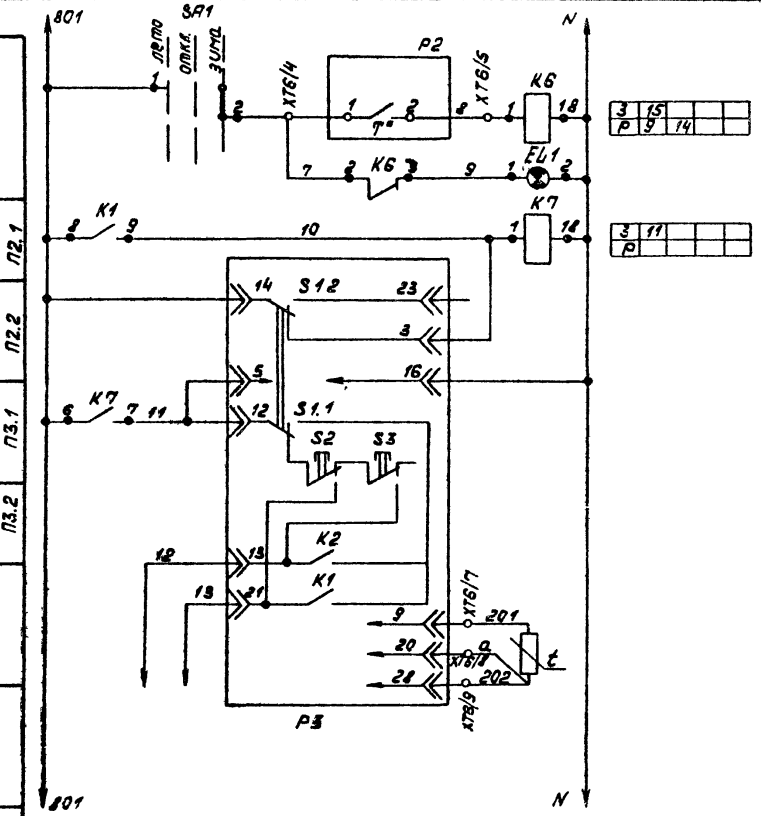 801 SA1 N
лето откл. зима
P2
1 2 XT6/4 1 T° 2 8 XT6/5 1 K6 18
З 15
Р 9 14
7 2 K6 3 9 1 EL1 2
K7
8 K1 9 10 1 18
З 11
Р
П2.1
14 S1.2 23
3
П2.2
5 16
6 K7 7 11 12 S1.1
П3.1
S2 S3
П3.2
12 13 K2
13 21 K1
9 XT6/7 201
20 XT6/8 a t
28 XT6/9 202
P3
801 N